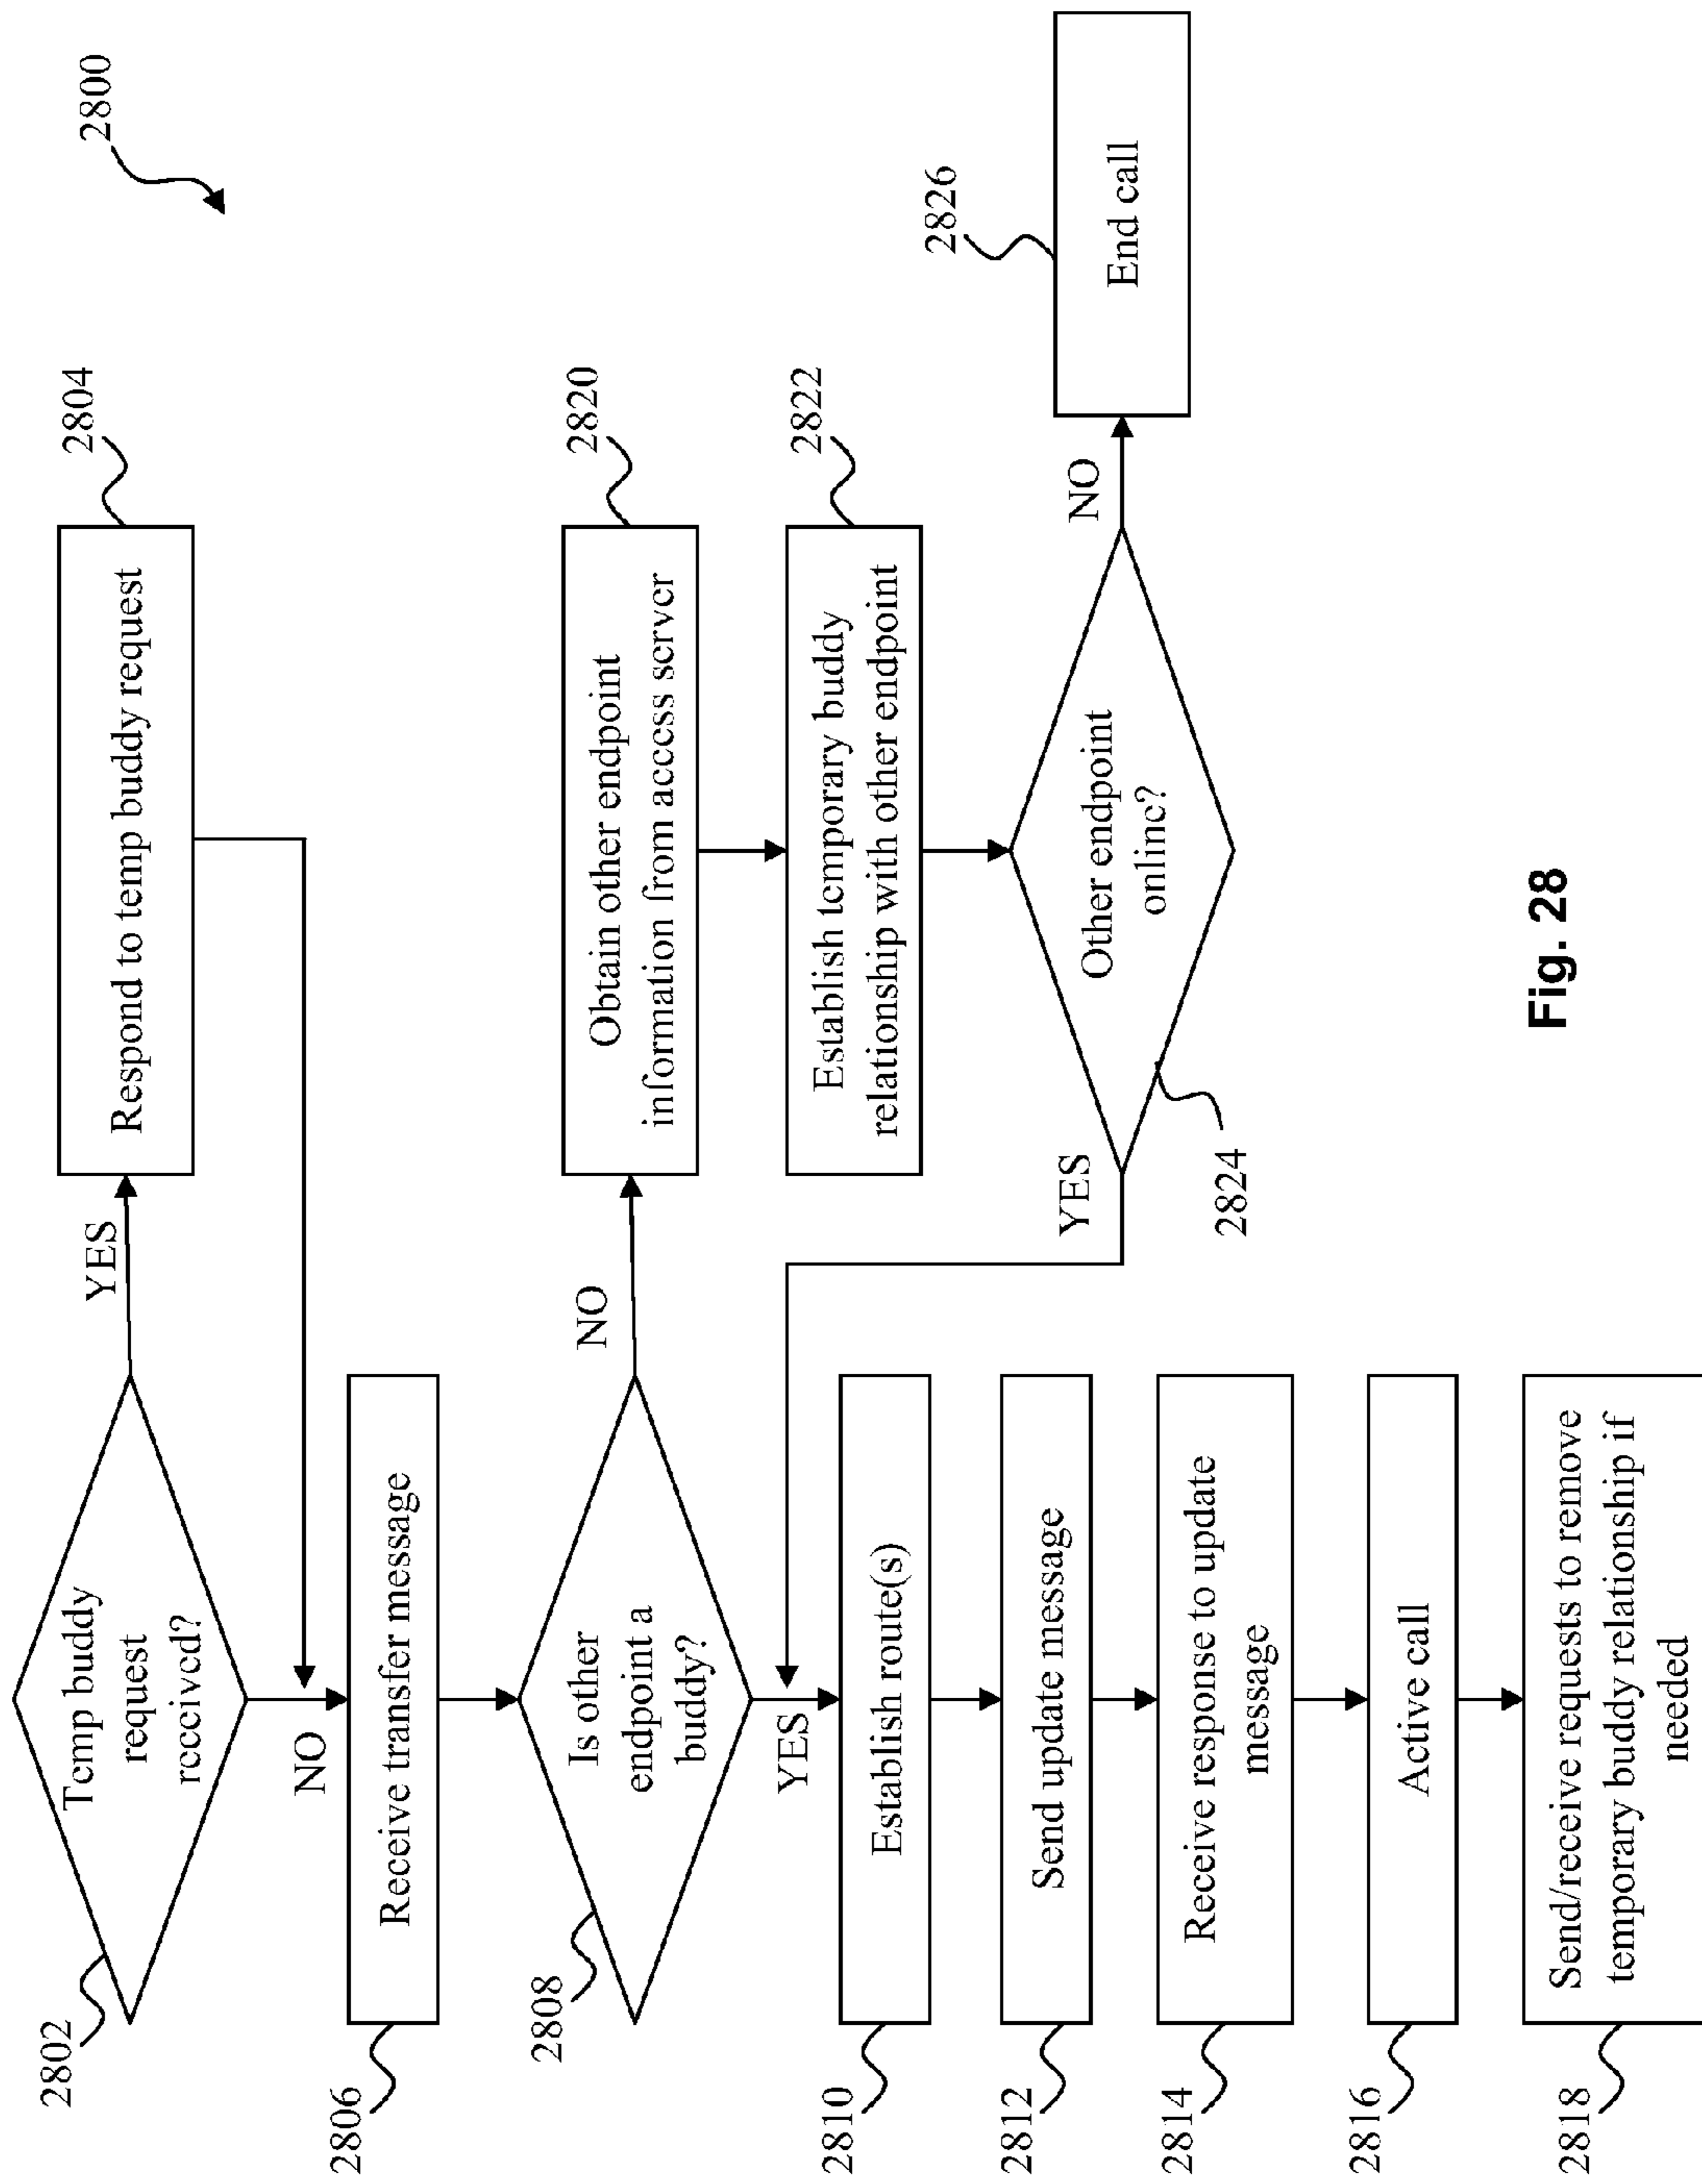 2800
2802
Temp buddy
request
received?
YES
2804
Respond to temp buddy request
NO
2806
Receive transfer message
2808
Is other
endpoint a
buddy?
NO
2820
Obtain other endpoint
information from access server
2822
Establish temporary buddy
relationship with other endpoint
2824
Other endpoint
online?
NO
2826
End call
YES
YES
2810
Establish route(s)
2812
Send update message
2814
Receive response to update
message
2816
Active call
2818
Send/receive requests to remove
temporary buddy relationship if
needed
Fig. 28